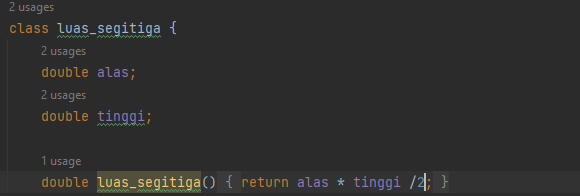 2 usages
class luas_segitiga {
2 usages
double alas;
2 usages
double tinggi;
1 usage
double luas_segitiga() { return alas * tinggi /2; }